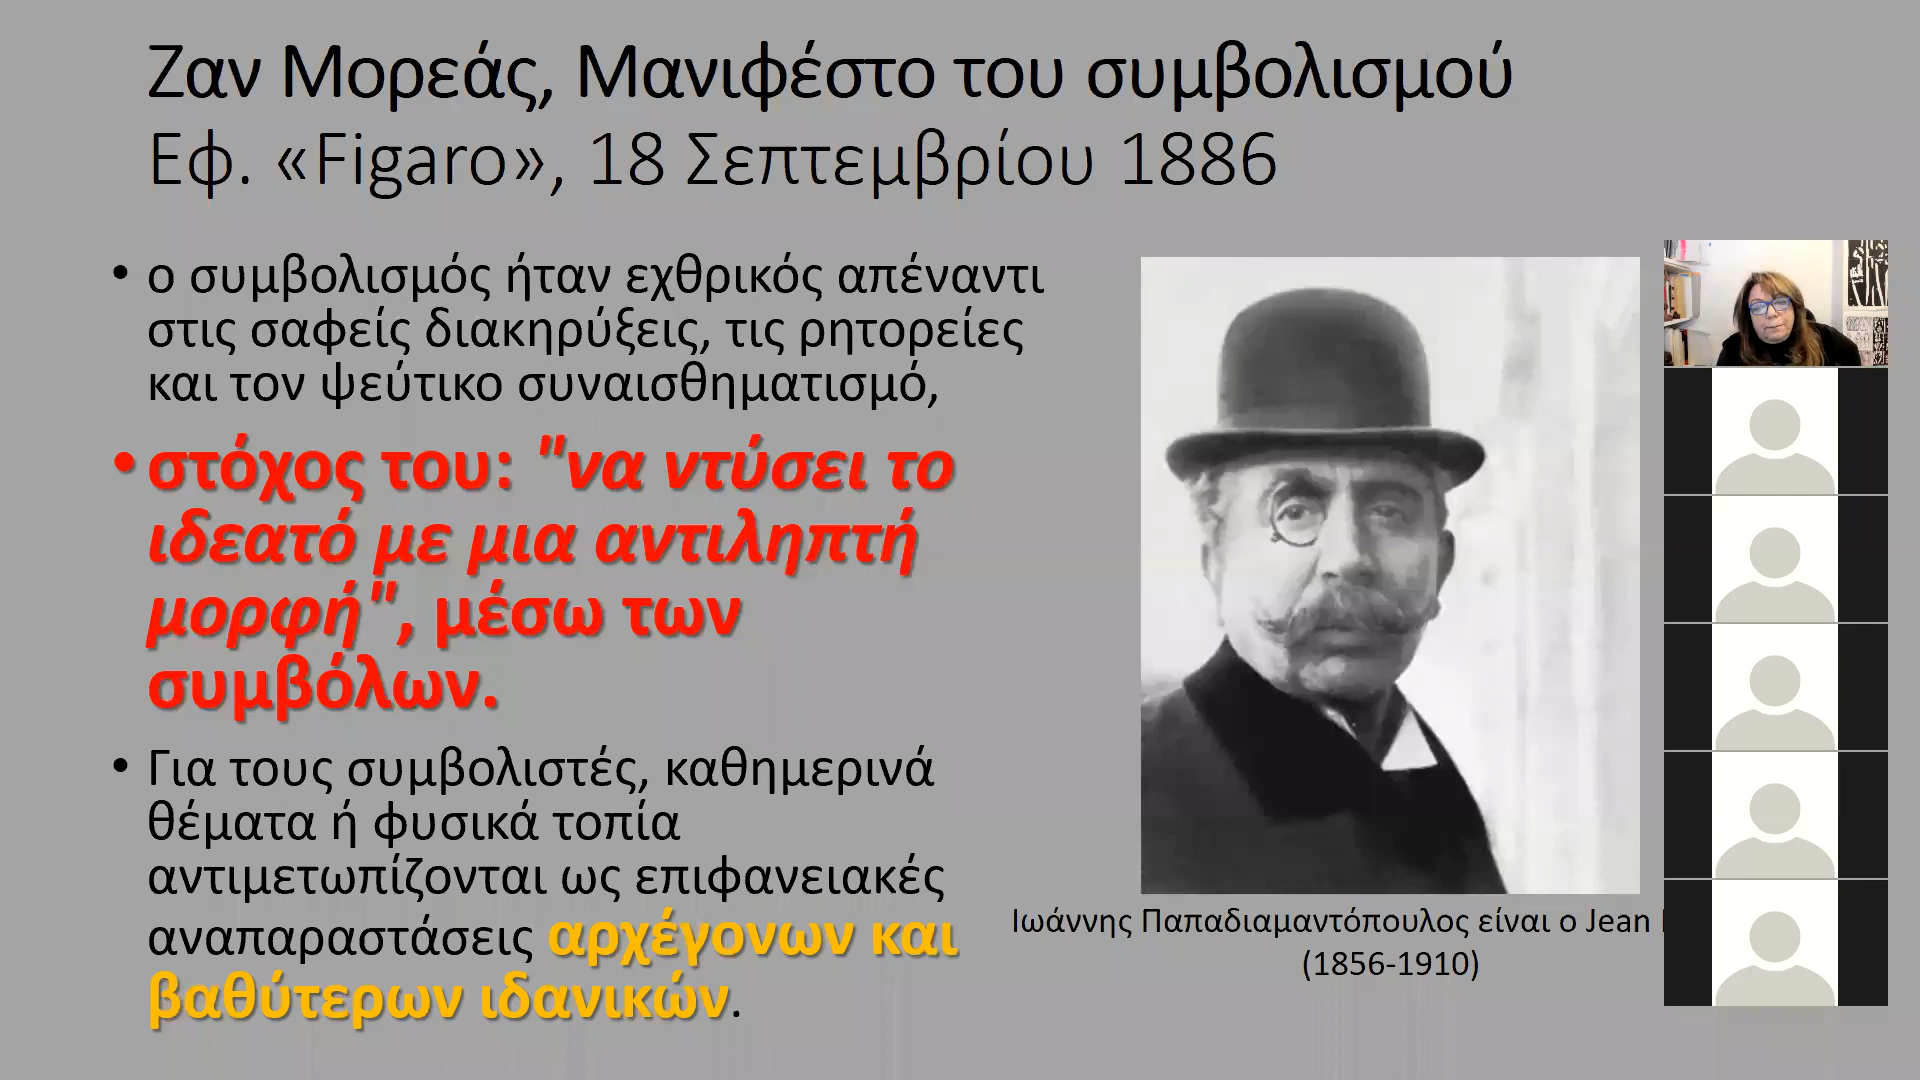 Ζαν Μορεάς, Μανιφέστο του συμβολισμού
Εφ. «Figaro», 18 Σεπτεμβρίου 1886
• ο συμβολισμός ήταν εχθρικός απέναντι
στις σαφείς διακηρύξεις, τις ρητορείες
και τον ψεύτικο συναισθηματισμό,
• στόχος του: "να ντύσει το
ιδεατό με μια αντιληπτή
μορφή", μέσω των
συμβόλων.
• Για τους συμβολιστές, καθημερινά
θέματα ή φυσικά τοπία
αντιμετωπίζονται ως επιφανειακές
αναπαραστάσεις αρχέγονων και
βαθύτερων ιδανικών.
Ιωάννης Παπαδιαμαντόπουλος είναι ο Jean
(1856-1910)